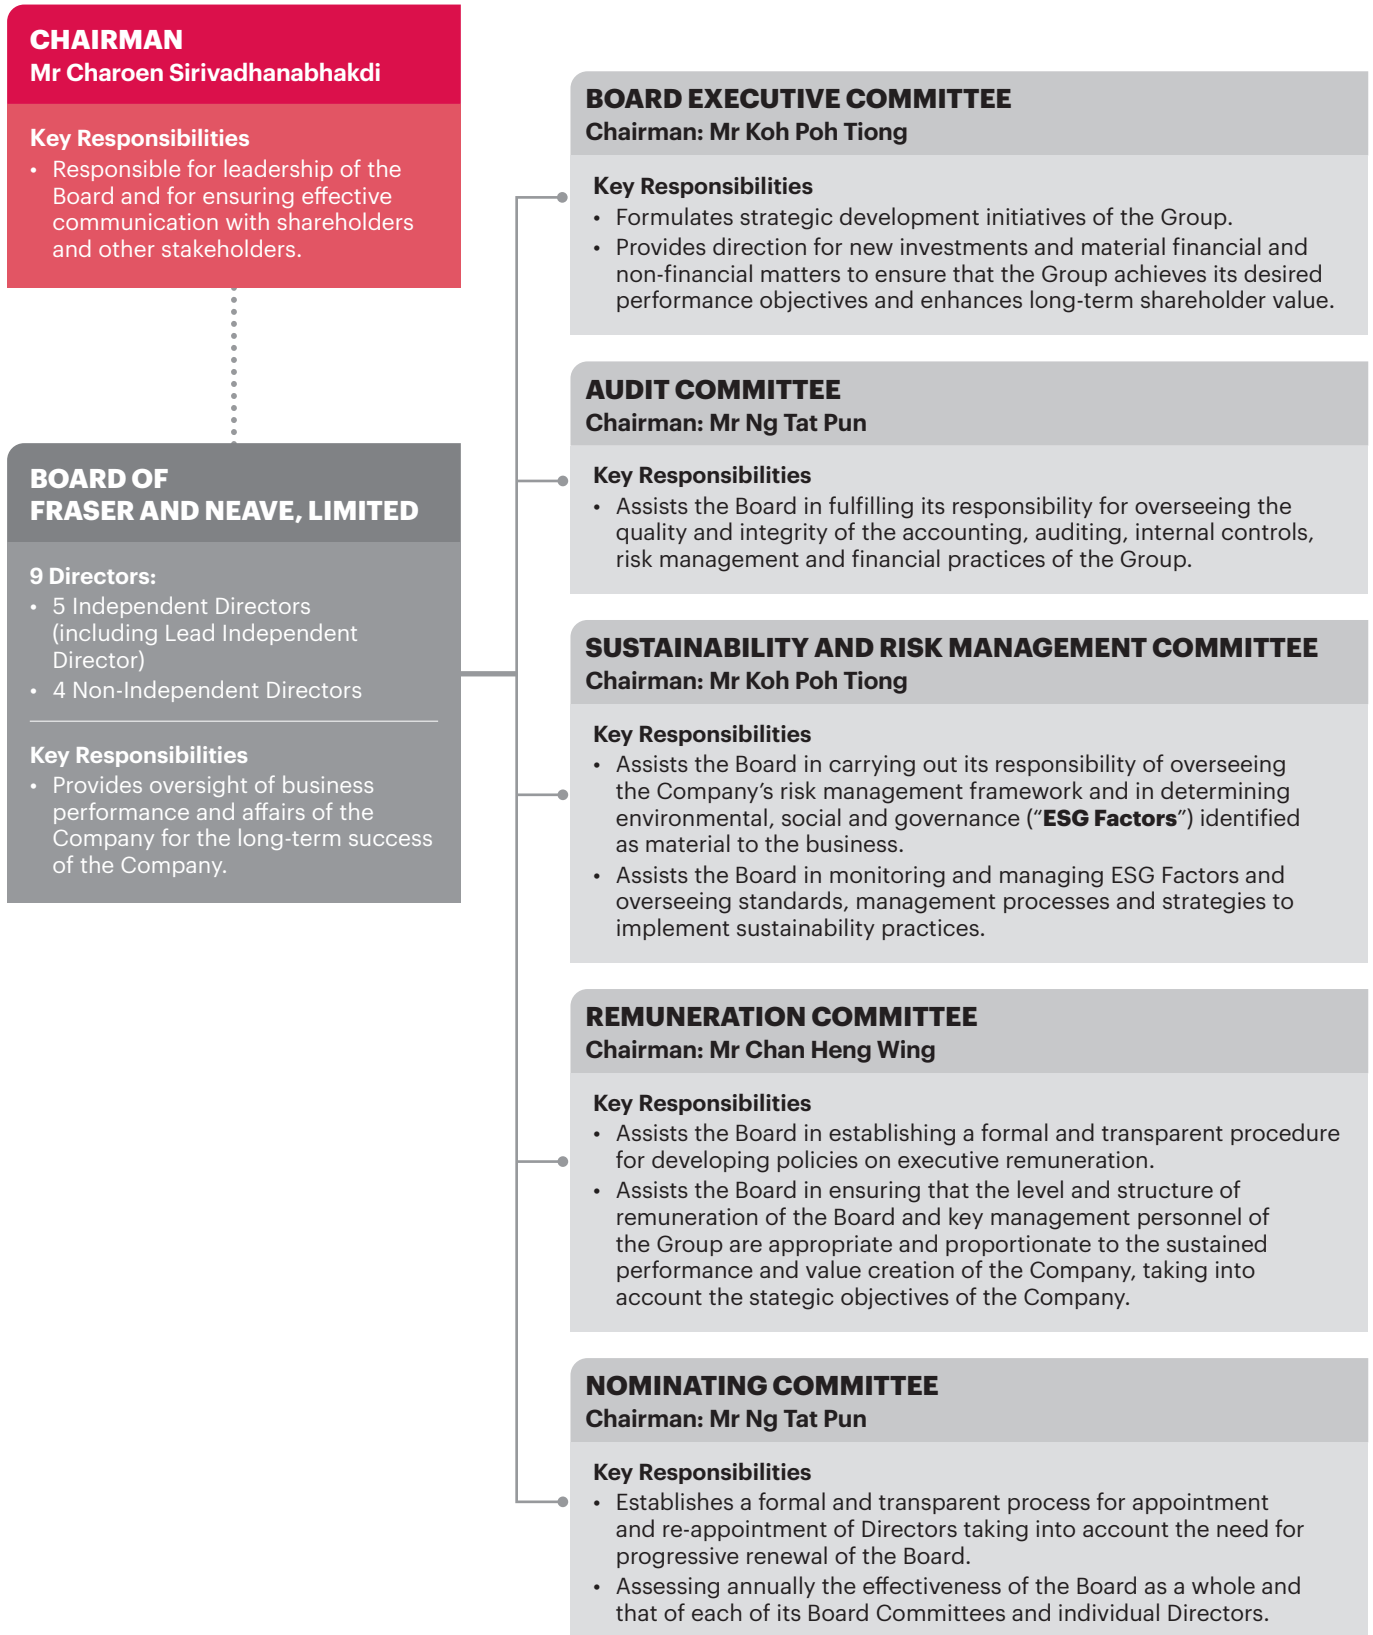 CHAIRMAN
Mr Charoen Sirivadhanabhakdi
Key Responsibilities
• Responsible for leadership of the
Board and for ensuring effective
communication with shareholders
and other stakeholders.
BOARD OF
FRASER AND NEAVE, LIMITED
9 Directors:
• 5 Independent Directors
(including Lead Independent
Director)
• 4 Non-Independent Directors
Key Responsibilities
• Provides oversight of business
performance and affairs of the
Company for the long-term success
of the Company.
BOARD EXECUTIVE COMMITTEE
Chairman: Mr Koh Poh Tiong
Key Responsibilities
• Formulates strategic development initiatives of the Group.
• Provides direction for new investments and material financial and
non-financial matters to ensure that the Group achieves its desired
performance objectives and enhances long-term shareholder value.
AUDIT COMMITTEE
Chairman: Mr Ng Tat Pun
Key Responsibilities
• Assists the Board in fulfilling its responsibility for overseeing the
quality and integrity of the accounting, auditing, internal controls,
risk management and financial practices of the Group.
SUSTAINABILITY AND RISK MANAGEMENT COMMITTEE
Chairman: Mr Koh Poh Tiong
Key Responsibilities
• Assists the Board in carrying out its responsibility of overseeing
the Company’s risk management framework and in determining
environmental, social and governance (“ESG Factors”) identified
as material to the business.
• Assists the Board in monitoring and managing ESG Factors and
overseeing standards, management processes and strategies to
implement sustainability practices.
REMUNERATION COMMITTEE
Chairman: Mr Chan Heng Wing
Key Responsibilities
• Assists the Board in establishing a formal and transparent procedure
for developing policies on executive remuneration.
• Assists the Board in ensuring that the level and structure of
remuneration of the Board and key management personnel of
the Group are appropriate and proportionate to the sustained
performance and value creation of the Company, taking into
account the stategic objectives of the Company.
NOMINATING COMMITTEE
Chairman: Mr Ng Tat Pun
Key Responsibilities
• Establishes a formal and transparent process for appointment
and re-appointment of Directors taking into account the need for
progressive renewal of the Board.
• Assessing annually the effectiveness of the Board as a whole and
that of each of its Board Committees and individual Directors.